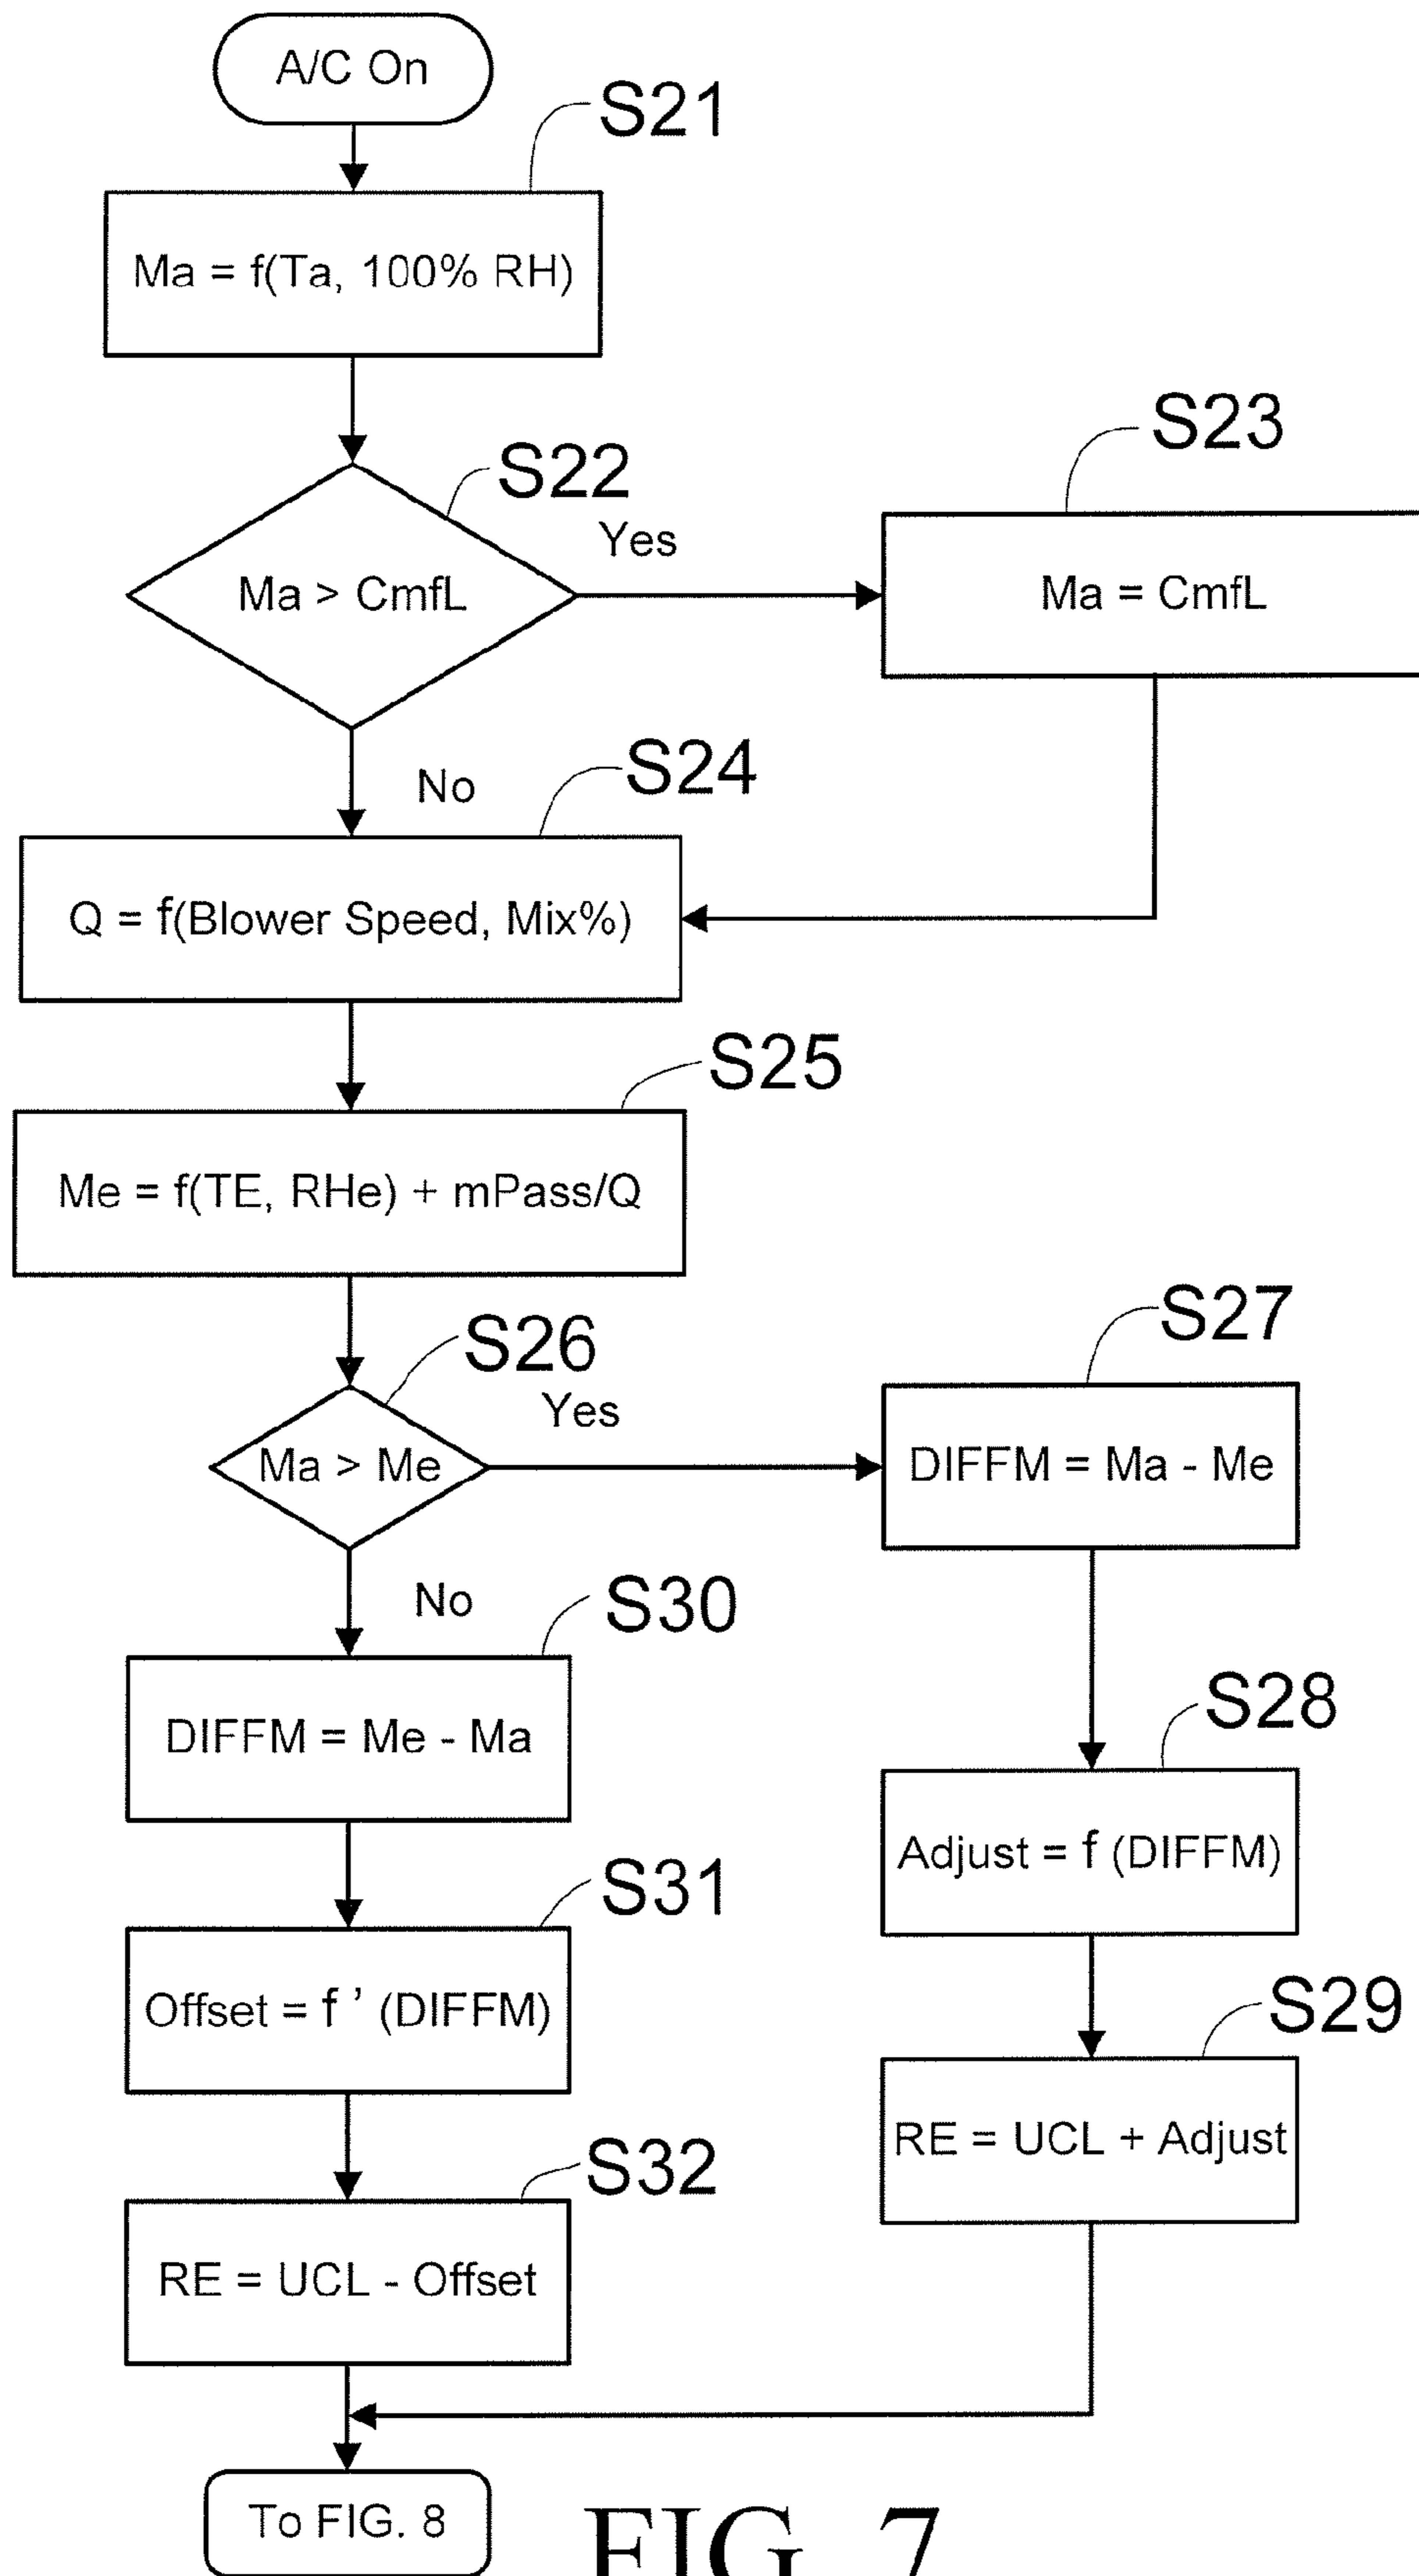 A/C On
S21
Ma = f(Ta, 100% RH)
S22
Ma > CmfL
Yes
S23
Ma = CmfL
No
S24
Q = f(Blower Speed, Mix%)
S25
Me = f(TE, RHe) + mPass/Q
S26
Ma > Me
Yes
S27
DIFFM = Ma - Me
No
S30
DIFFM = Me - Ma
S28
Adjust = f (DIFFM)
S31
Offset = f ' (DIFFM)
S29
RE = UCL + Adjust
S32
RE = UCL - Offset
To FIG. 8
FIG. 7